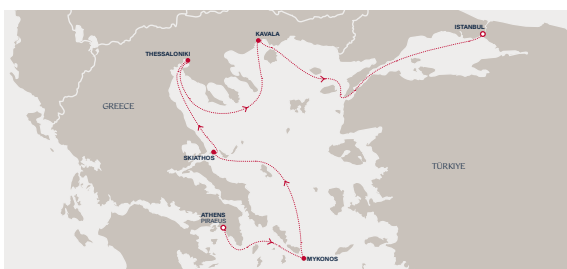 ISTANBUL
KAVALA
THESSALONIKI
GREECE
SKIATHOS
TÜRKIYE
ATHENS
PIRAEUS
MYKONOS